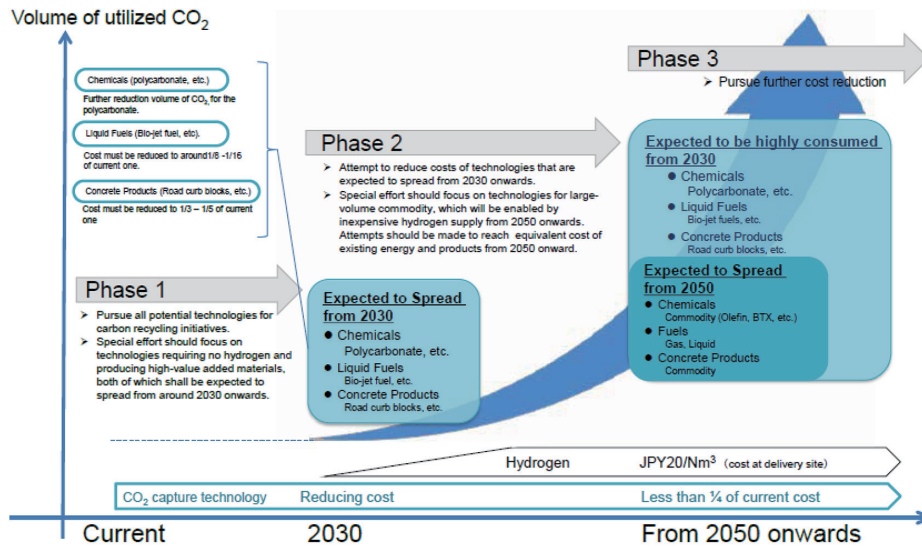 Volume of utilized CO₂
Chemicals (polycarbonate, etc.)
Further reduction volume of CO₂ for the
polycarbonate.
Liquid Fuels (Bio-jet fuel, etc).
Cost must be reduced to around1/8 -1/16
of current one.
Concrete Products (Road curb blocks, etc.)
Cost must be reduced to 1/3 – 1/5 of current
one
Phase 1
➢ Pursue all potential technologies for
carbon recycling initiatives.
➢ Special effort should focus on
technologies requiring no hydrogen and
producing high-value added materials,
both of which shall be expected to
spread from around 2030 onwards.
Phase 2
➢ Attempt to reduce costs of technologies that are
expected to spread from 2030 onwards.
➢ Special effort should focus on technologies for large-
volume commodity, which will be enabled by
inexpensive hydrogen supply from 2050 onwards.
Attempts should be made to reach equivalent cost of
existing energy and products from 2050 onward.
Expected to Spread
from 2030
● Chemicals
Polycarbonate, etc.
● Liquid Fuels
Bio-jet fuel, etc.
● Concrete Products
Road curb blocks, etc.
Phase 3
➢ Pursue further cost reduction
Expected to be highly consumed
from 2030
● Chemicals
Polycarbonate, etc.
● Liquid Fuels
Bio-jet fuels, etc.
● Concrete Products
Road curb blocks, etc.
Expected to Spread
from 2050
● Chemicals
Commodity (Olefin, BTX, etc.)
● Fuels
Gas, Liquid
● Concrete Products
Commodity
Hydrogen JPY20/Nm³ (cost at delivery site)
CO₂ capture technology Reducing cost Less than ¼ of current cost
Current 2030 From 2050 onwards